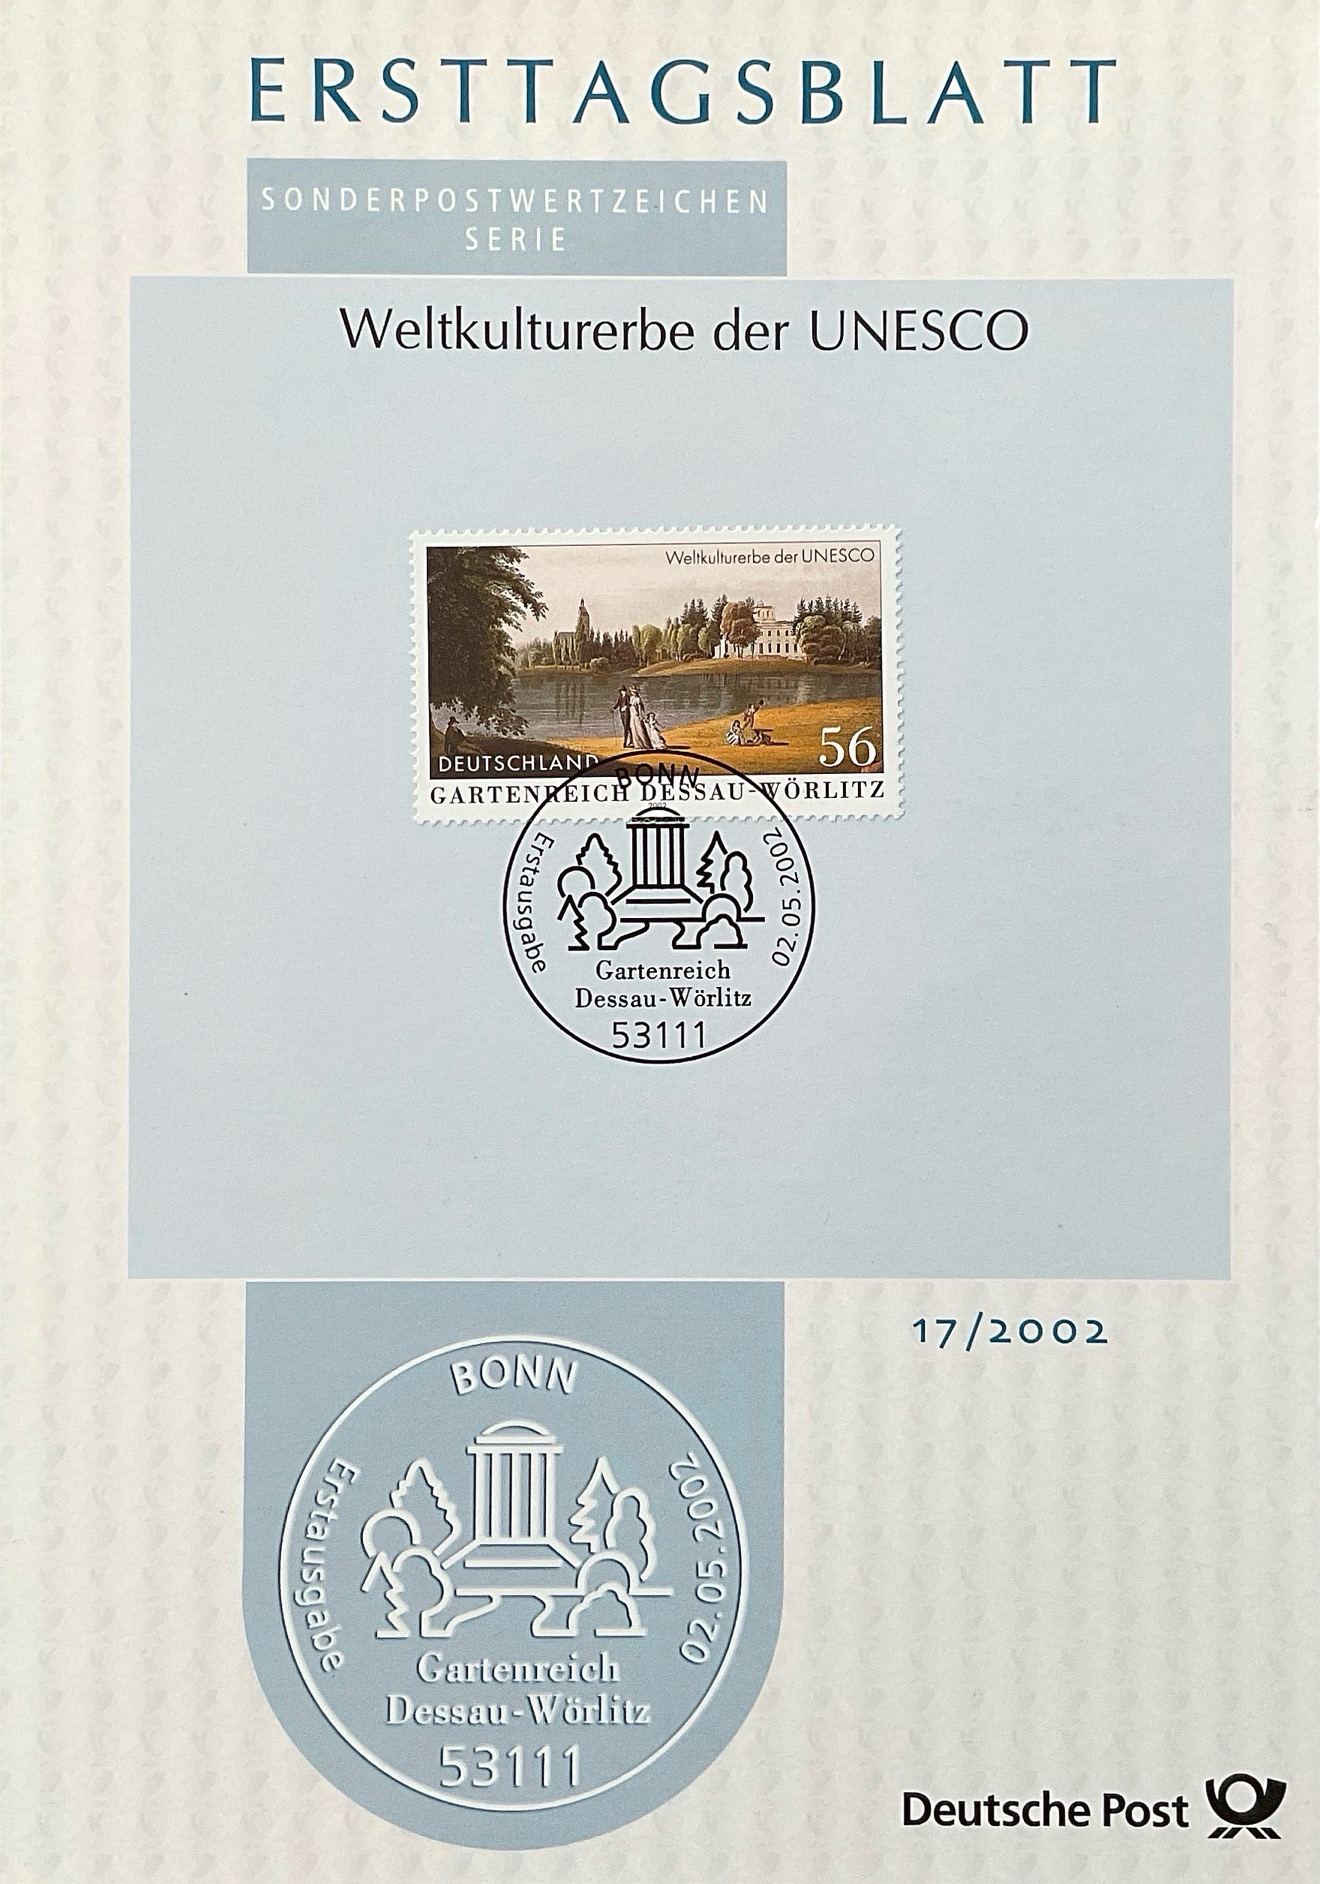 ERSTTAGSBLATT
SONDERPOSTWERTZEICHEN
SERIE
Weltkulturerbe der UNESCO
Weltkulturerbe der UNESCO
DEUTSCHLAND
56
GARTENREICH DESSAU-WÖRLITZ
2002
BONN
Erstausgabe
02.05.2002
Gartenreich
Dessau-Wörlitz
53111
17/2002
BONN
Erstausgabe
02.05.2002
Gartenreich
Dessau-Wörlitz
53111
Deutsche Post